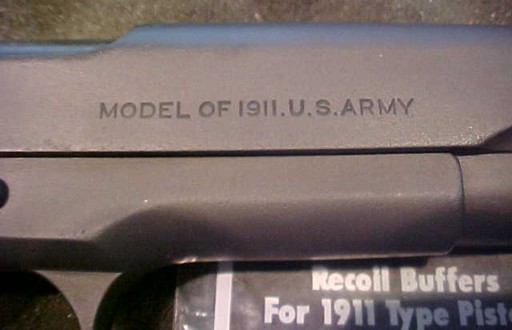 MODEL OF 1911.U.S.ARMY
Recoil Buffers
For 1911 Type